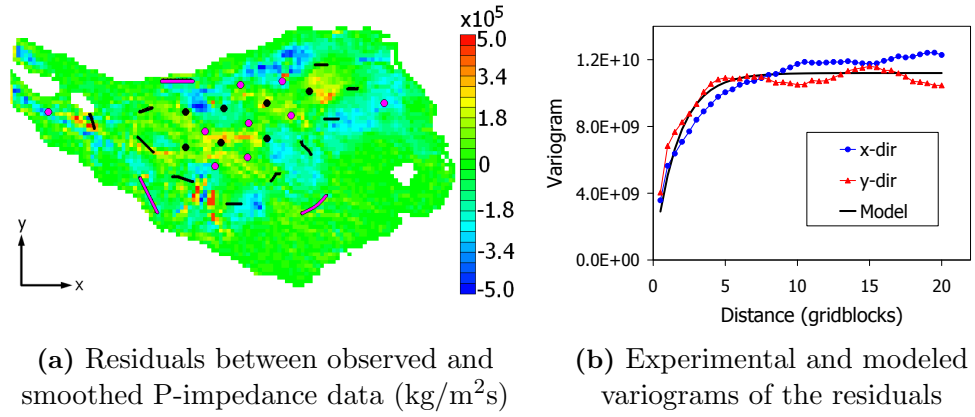 x10⁵
5.0
3.4
1.8
0
-1.8
-3.4
-5.0
y
x
Variogram
1.2E+10
8.0E+09
4.0E+09
0.0E+00
x-dir
y-dir
Model
0 5 10 15 20
Distance (gridblocks)
(a) Residuals between observed and
smoothed P-impedance data (kg/m²s)
(b) Experimental and modeled
variograms of the residuals